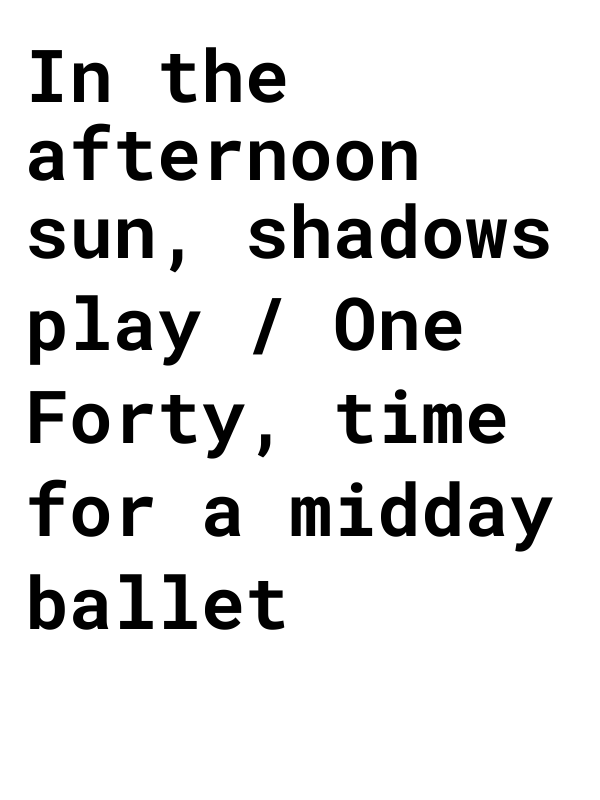 In the
afternoon
sun, shadows
play / One
Forty, time
for a midday
ballet